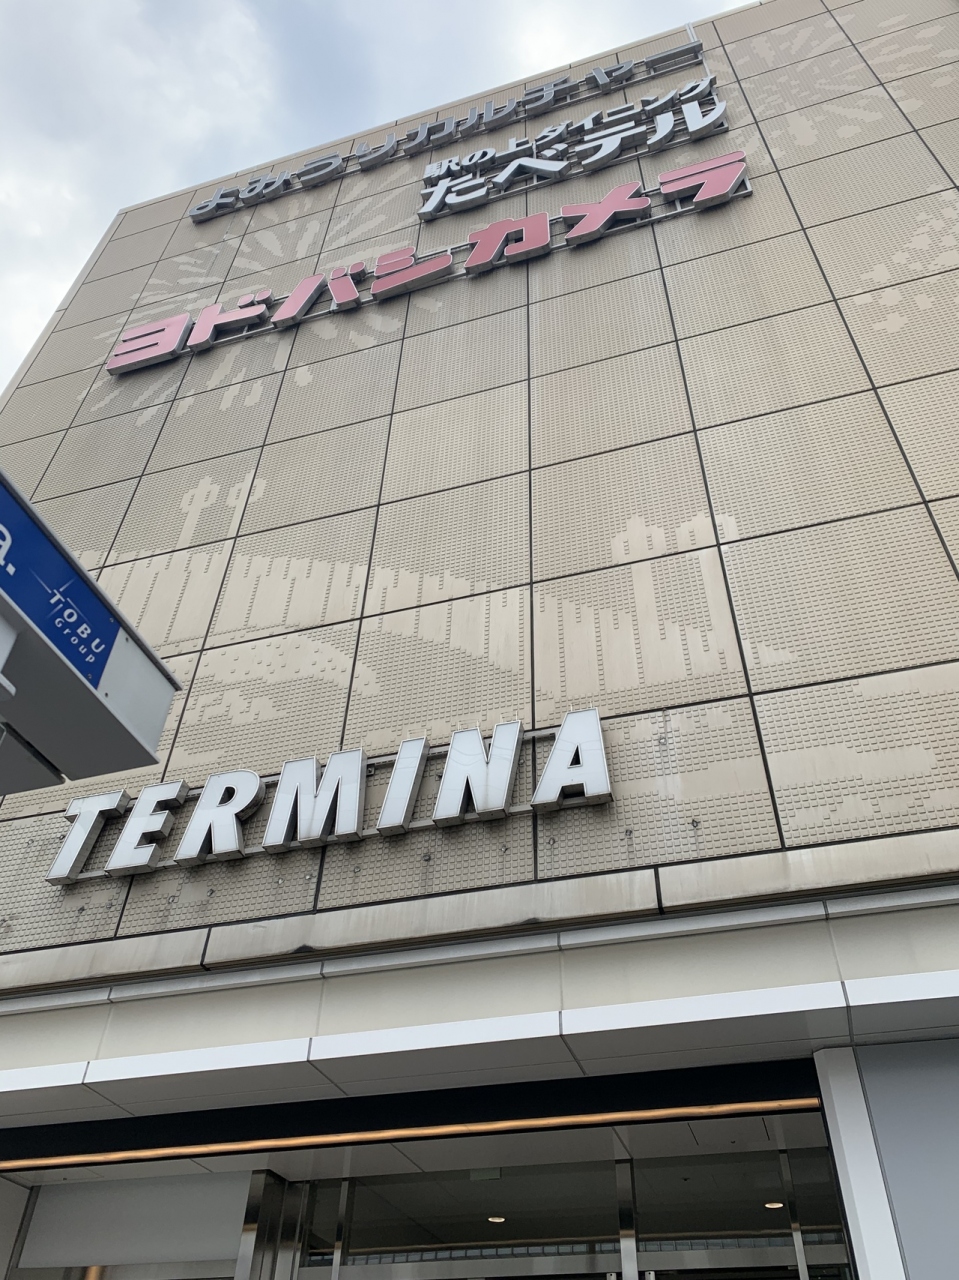 よみうりカルチャー
駅の上ダイニング
たべテル
ヨドバシカメラ
a.
TOBU
Group
TERMINA